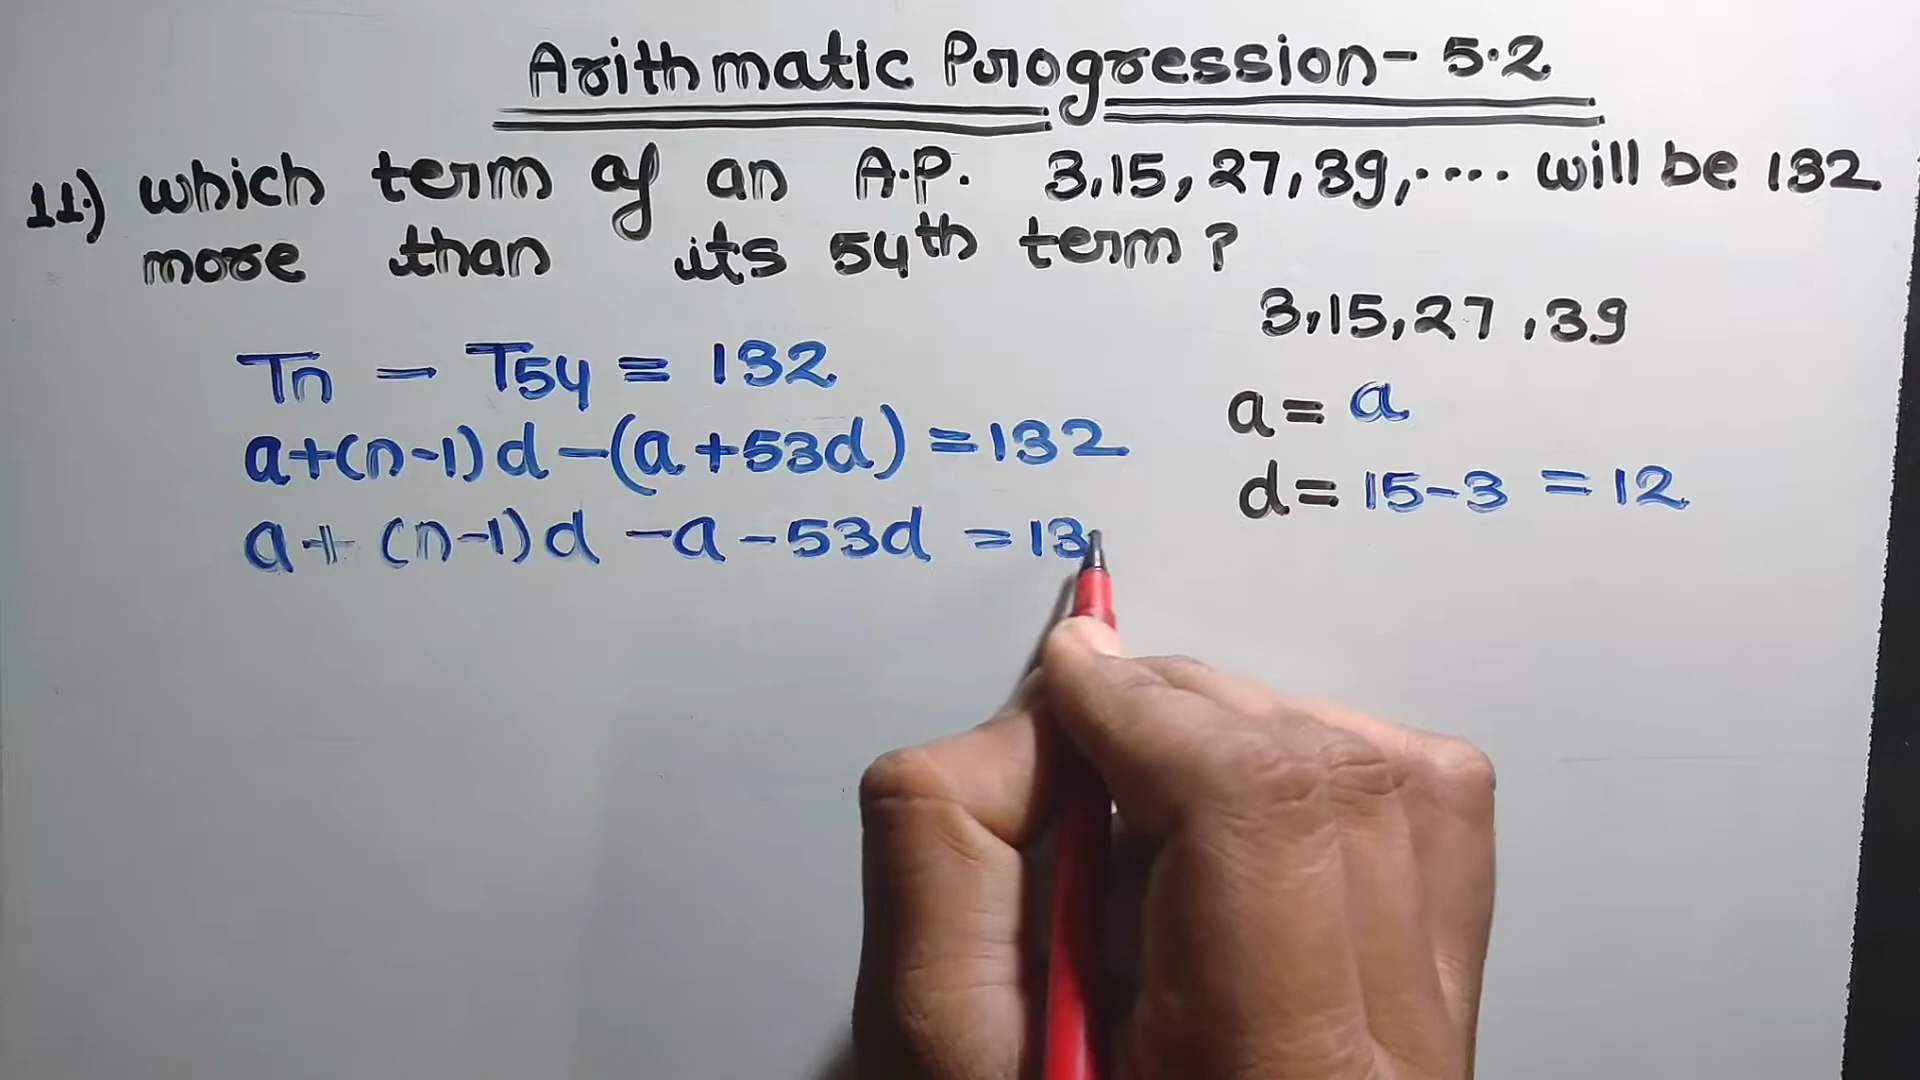 Arithmatic Progression- 5.2
11.) which term of an A.P. 3,15, 27, 39, .... will be 132
more than its 54th term?
3,15,27,39
Tn - T54 = 132
a = a
a+(n-1)d-(a+53d) = 132
d = 15-3 = 12
a+ (n-1)d -a - 53d = 13